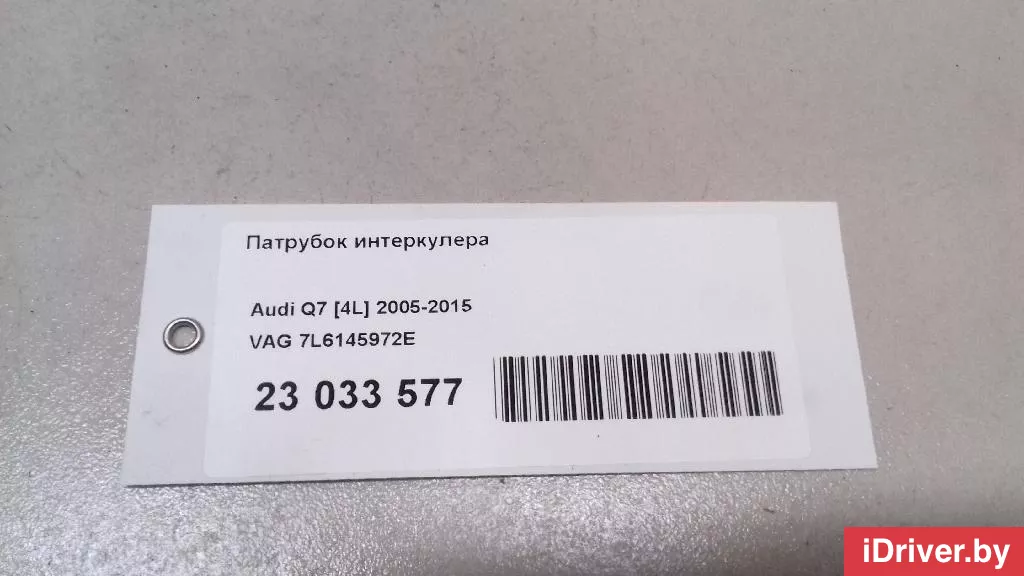 Патрубок интеркулера
Audi Q7 [4L] 2005-2015
VAG 7L6145972E
23 033 577
iDriver.by